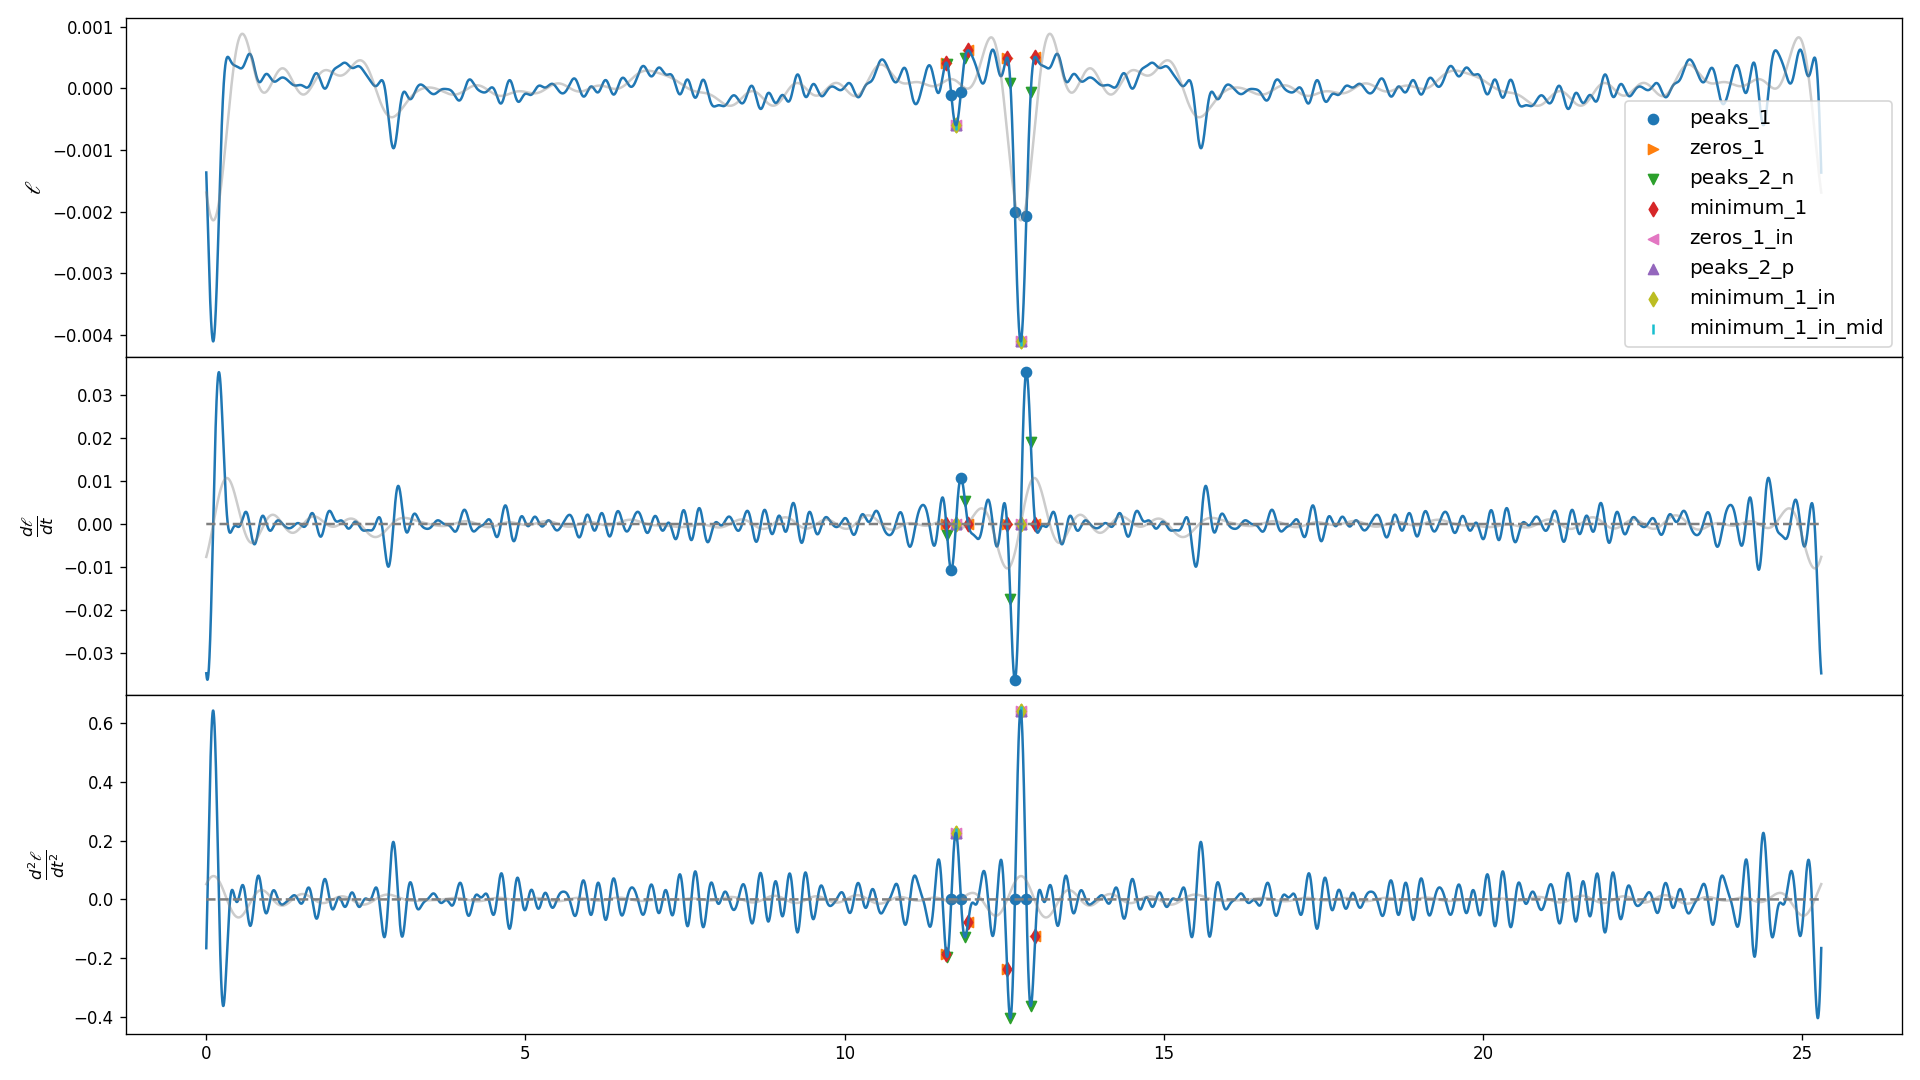 0.001
0.000
−0.001
−0.002
−0.003
−0.004
ℓ
peaks_1
zeros_1
peaks_2_n
minimum_1
zeros_1_in
peaks_2_p
minimum_1_in
minimum_1_in_mid
0.03
0.02
0.01
0.00
−0.01
−0.02
−0.03
dℓ
dt
0.6
0.4
0.2
0.0
−0.2
−0.4
d²ℓ
dt²
0 5 10 15 20 25